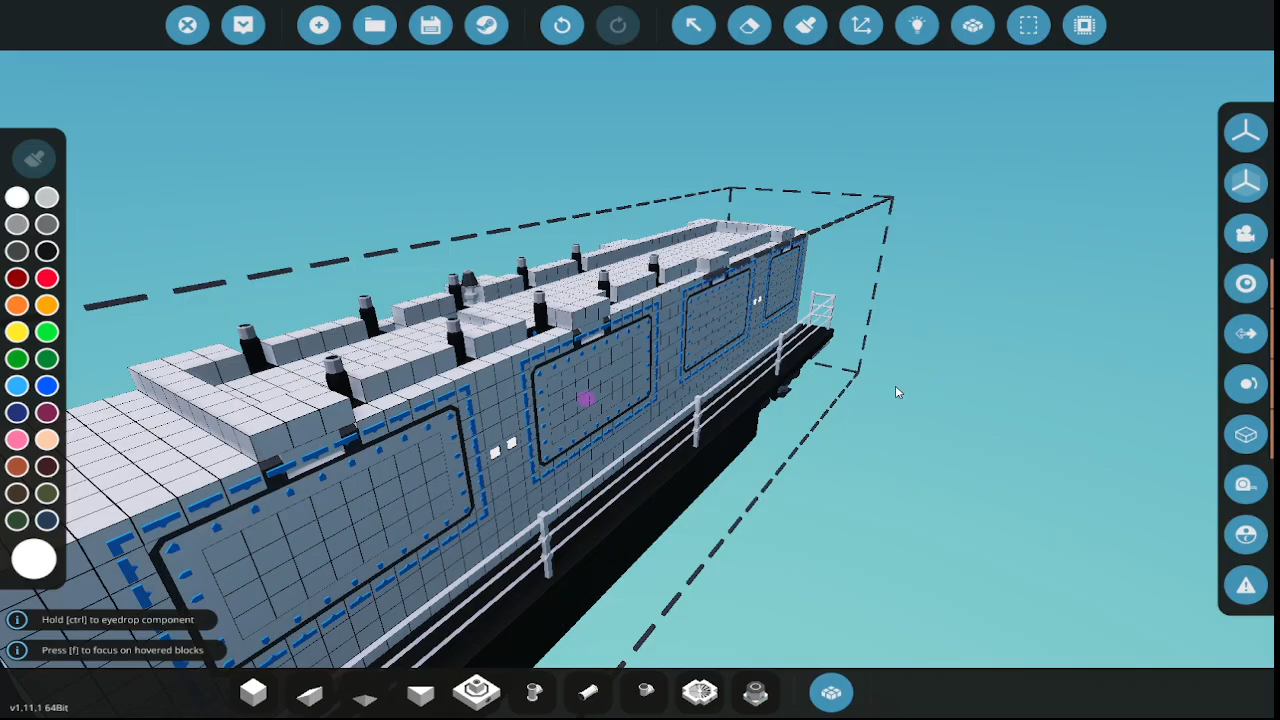 Hold [ctrl] to eyedrop component
Press [f] to focus on hovered blocks
v1,11,1 64Bit